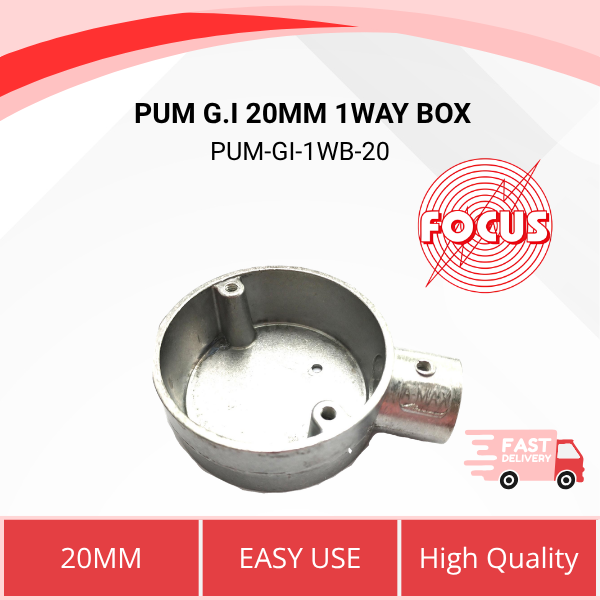 PUM G.I 20MM 1WAY BOX
PUM-GI-1WB-20
FOCUS
FAST
DELIVERY
20MM
EASY USE
High Quality